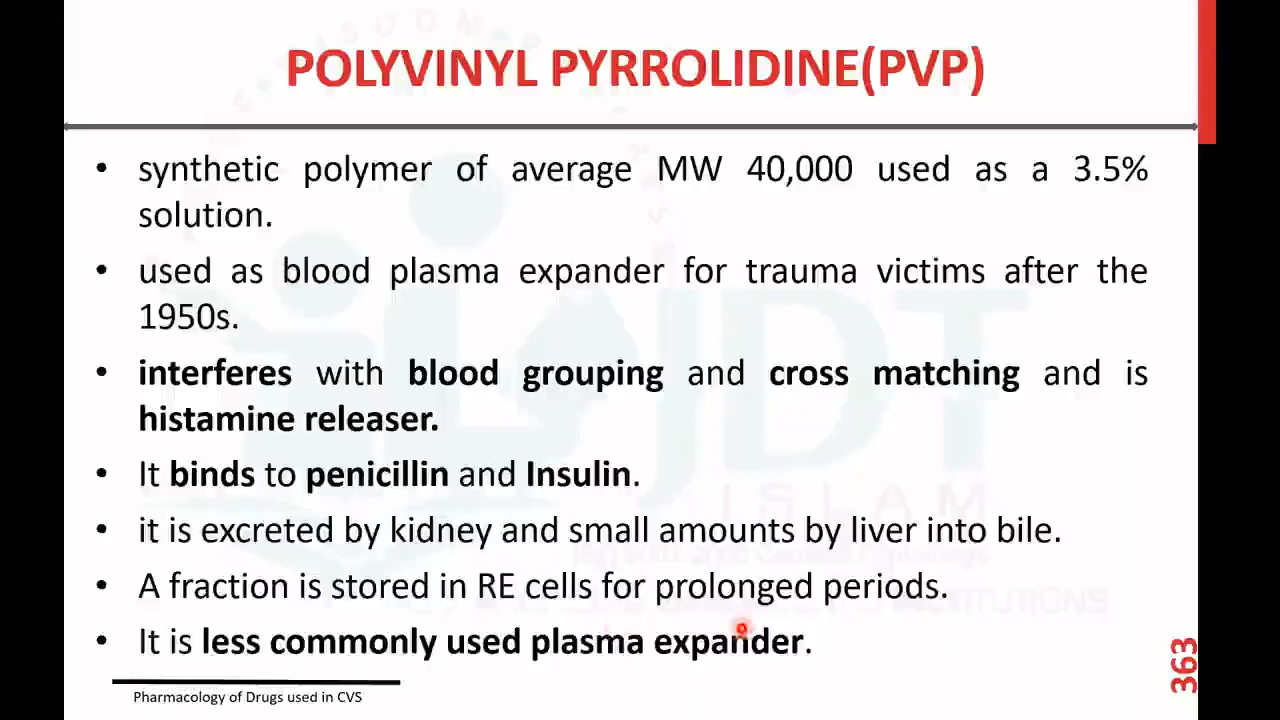 POLYVINYL PYRROLIDINE(PVP)
• synthetic polymer of average MW 40,000 used as a 3.5%
solution.
• used as blood plasma expander for trauma victims after the
1950s.
• interferes with blood grouping and cross matching and is
histamine releaser.
• It binds to penicillin and Insulin.
• it is excreted by kidney and small amounts by liver into bile.
• A fraction is stored in RE cells for prolonged periods.
• It is less commonly used plasma expander.
Pharmacology of Drugs used in CVS
363
JDT
ISLAM